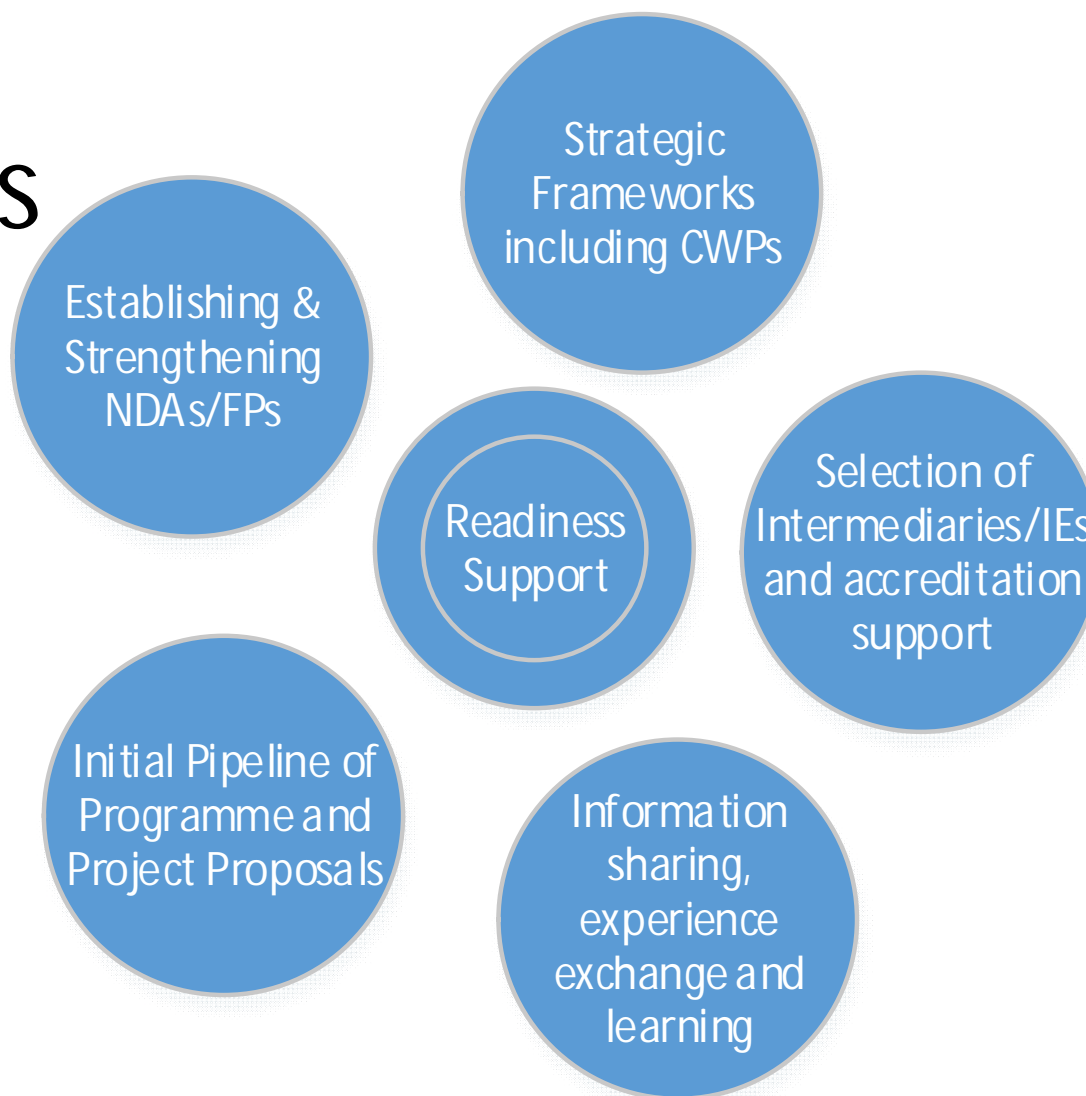 s
Strategic
Frameworks
including CWPs
Establishing &
Strengthening
NDAs/FPs
Readiness
Support
Selection of
Intermediaries/IEs
and accreditation
support
Initial Pipeline of
Programme and
Project Proposals
Information
sharing,
experience
exchange and
learning